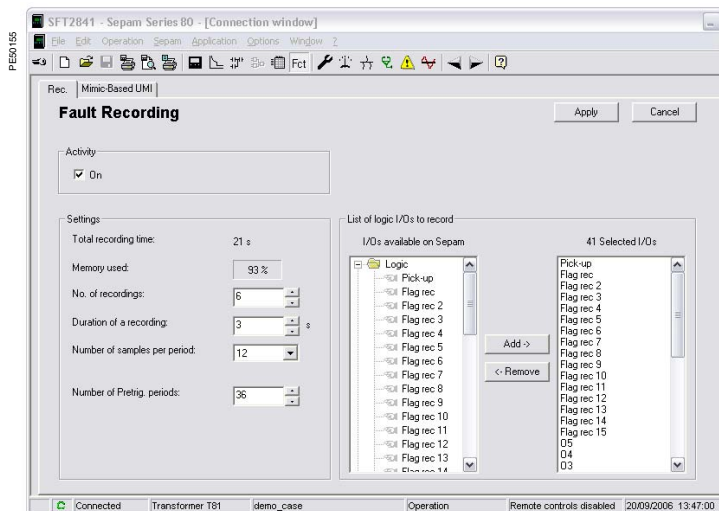 PE50155
SFT2841 - Sepam Series 80 - [Connection window]
File Edit Operation Sepam Application Options Window ?
Fct
Rec. Mimic-Based UMI
Fault Recording
Apply Cancel
Activity
On
Settings
Total recording time: 21 s
Memory used: 93 %
No. of recordings: 6
Duration of a recording: 3 s
Number of samples per period: 12
Number of Pretrig. periods: 36
List of logic I/Os to record
I/Os available on Sepam
Logic
Pick-up
Flag rec
Flag rec 2
Flag rec 3
Flag rec 4
Flag rec 5
Flag rec 6
Flag rec 7
Flag rec 8
Flag rec 9
Flag rec 10
Flag rec 11
Flag rec 12
Flag rec 13
Flag rec 14
Add ->
<- Remove
41 Selected I/Os
Pick-up
Flag rec
Flag rec 2
Flag rec 3
Flag rec 4
Flag rec 5
Flag rec 6
Flag rec 7
Flag rec 8
Flag rec 9
Flag rec 10
Flag rec 11
Flag rec 12
Flag rec 13
Flag rec 14
Flag rec 15
O5
O4
O3
Connected Transformer T81 demo_case Operation Remote controls disabled 20/09/2006 13:47:00